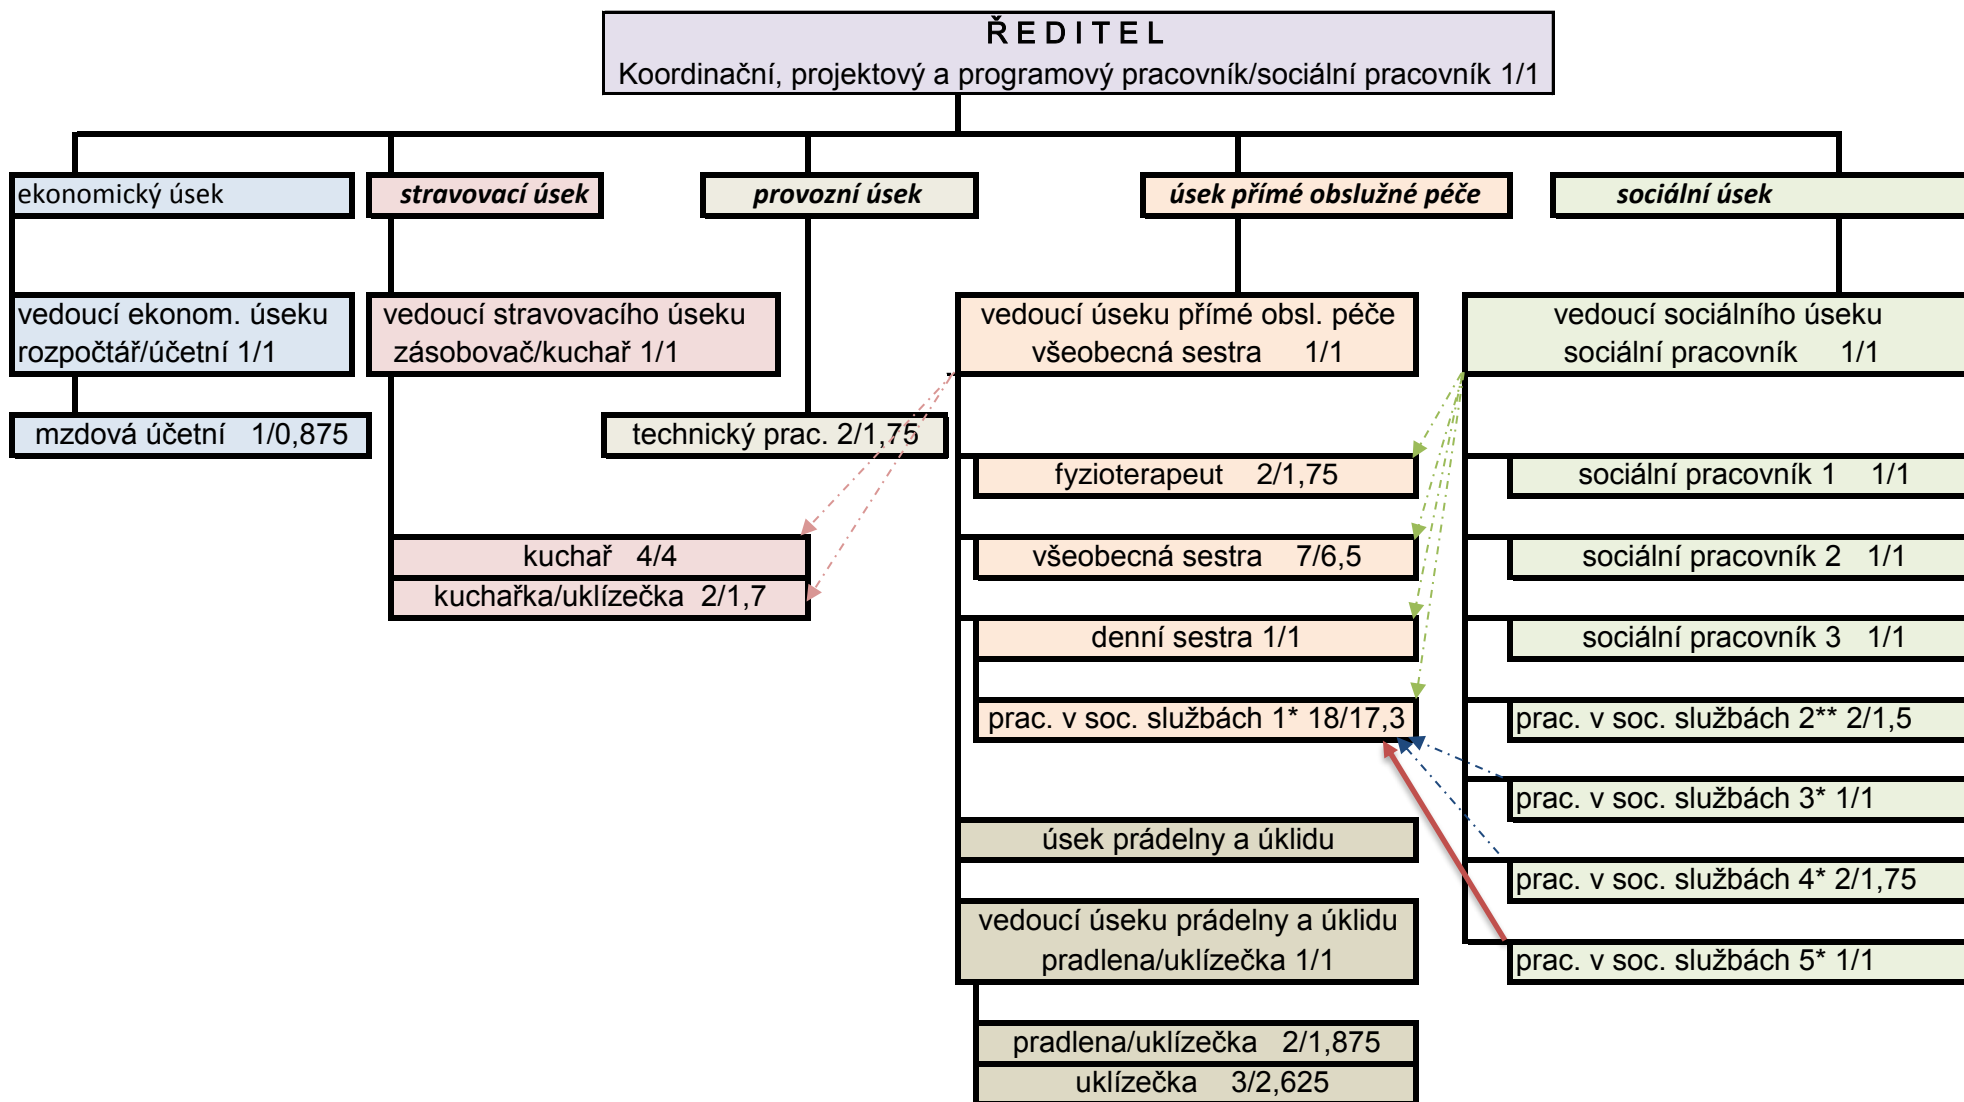 ŘEDITEL
Koordinační, projektový a programový pracovník/sociální pracovník 1/1
ekonomický úsek
stravovací úsek
provozní úsek
úsek přímé obslužné péče
sociální úsek
vedoucí ekonom. úseku
rozpočtář/účetní 1/1
vedoucí stravovacího úseku
zásobovač/kuchař 1/1
vedoucí úseku přímé obsl. péče
všeobecná sestra 1/1
vedoucí sociálního úseku
sociální pracovník 1/1
mzdová účetní 1/0,875
technický prac. 2/1,75
fyzioterapeut 2/1,75
sociální pracovník 1 1/1
kuchař 4/4
všeobecná sestra 7/6,5
sociální pracovník 2 1/1
kuchařka/uklízečka 2/1,7
denní sestra 1/1
sociální pracovník 3 1/1
prac. v soc. službách 1* 18/17,3
prac. v soc. službách 2** 2/1,5
prac. v soc. službách 3* 1/1
úsek prádelny a úklidu
prac. v soc. službách 4* 2/1,75
vedoucí úseku prádelny a úklidu
pradlena/uklízečka 1/1
prac. v soc. službách 5* 1/1
pradlena/uklízečka 2/1,875
uklízečka 3/2,625